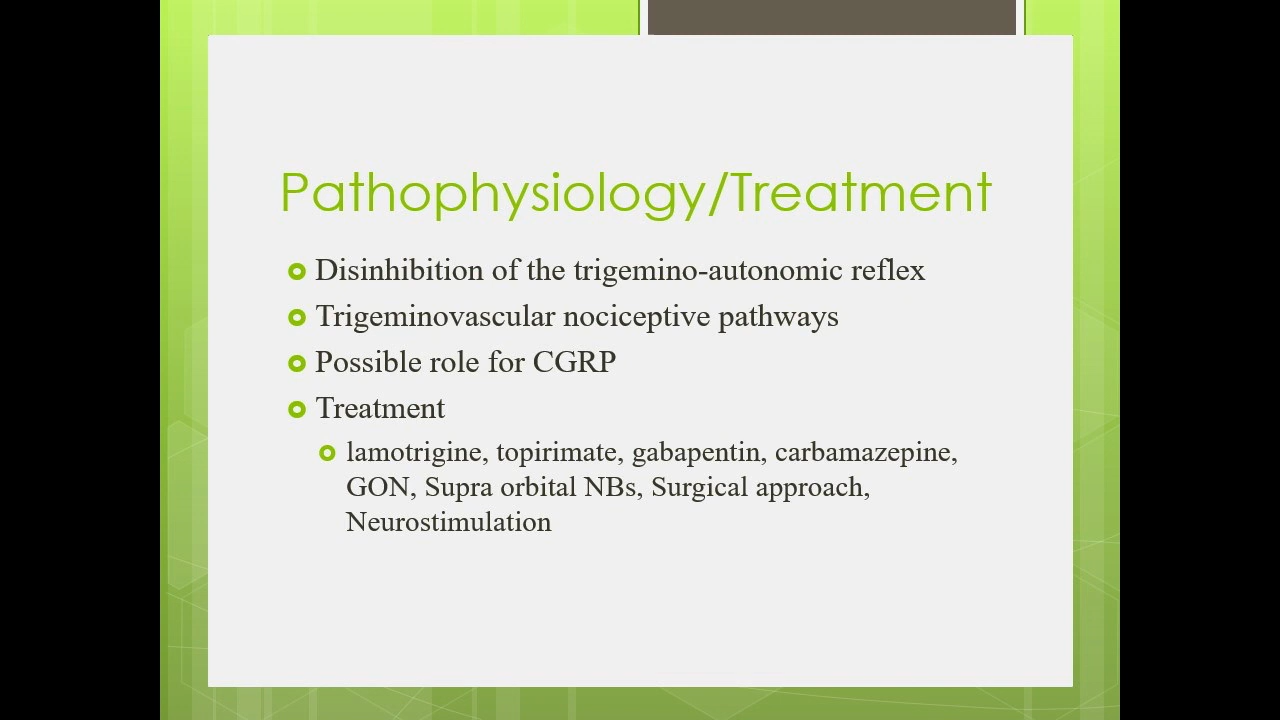 Pathophysiology/Treatment
Disinhibition of the trigemino-autonomic reflex
Trigeminovascular nociceptive pathways
Possible role for CGRP
Treatment
lamotrigine, topirimate, gabapentin, carbamazepine,
GON, Supra orbital NBs, Surgical approach,
Neurostimulation